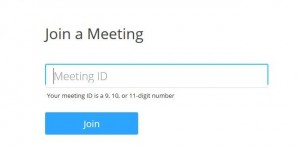 Join a Meeting
Meeting ID
Your meeting ID is a 9, 10, or 11-digit number
Join